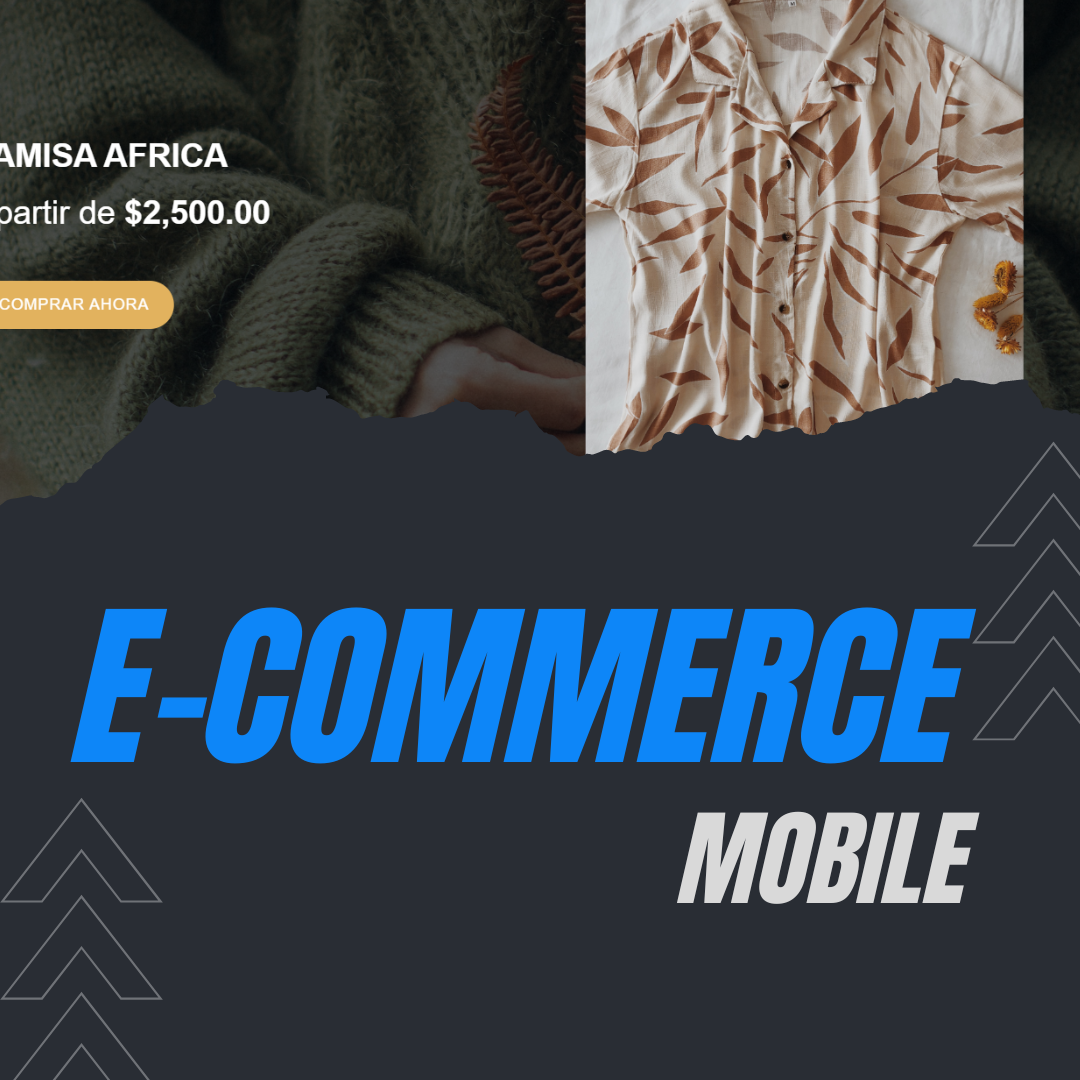 AMISA AFRICA
partir de $2,500.00
COMPRAR AHORA
E-COMMERCE
MOBILE